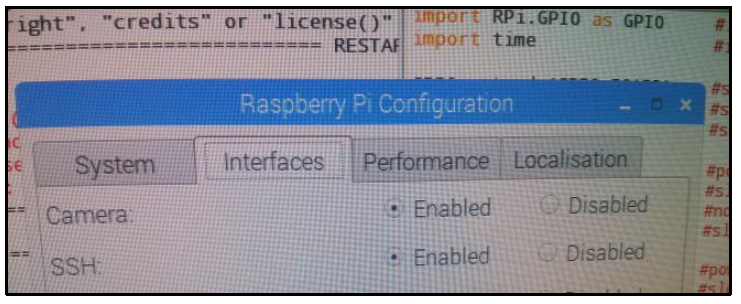 right", "credits" or "license()"
============================ RESTAR
import RPi.GPIO as GPIO
import time
Raspberry Pi Configuration
System Interfaces Performance Localisation
Camera: Enabled Disabled
SSH: Enabled Disabled